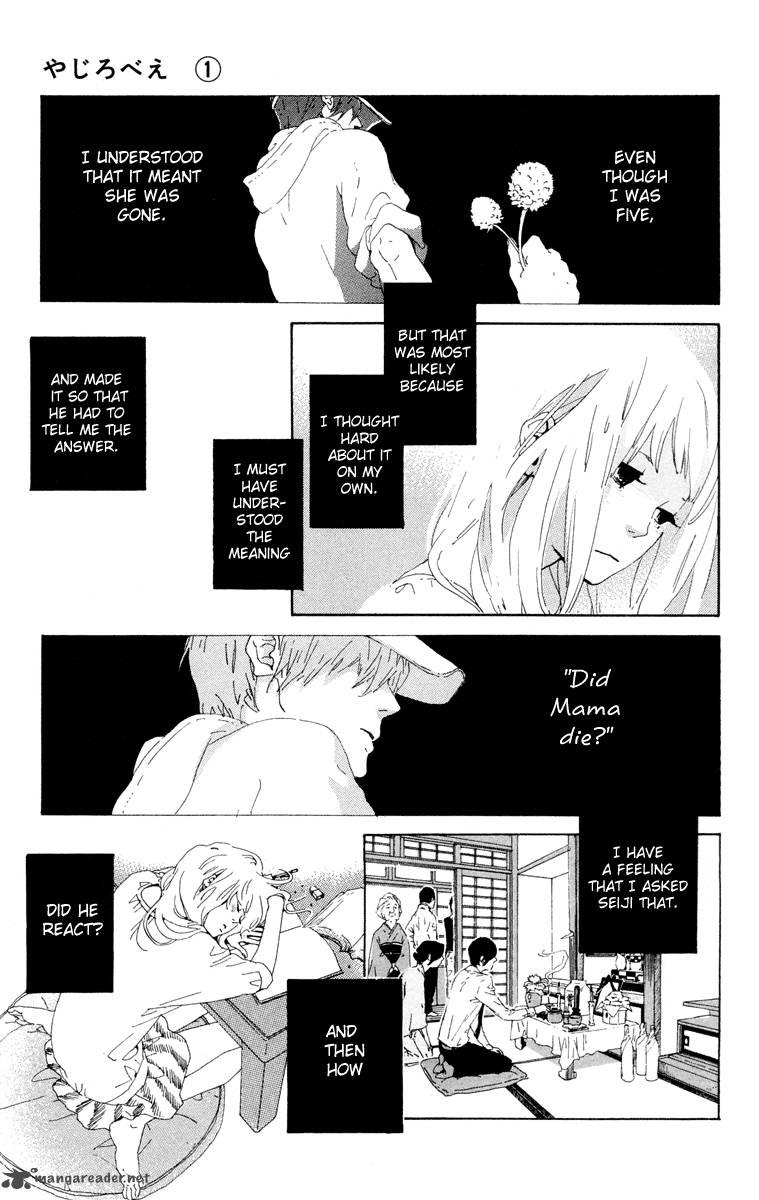 やじろべえ ①
EVEN
THOUGH
I WAS
FIVE,
I UNDERSTOOD
THAT IT MEANT
SHE WAS
GONE.
BUT THAT
WAS MOST
LIKELY
BECAUSE
I THOUGHT
HARD
ABOUT IT
ON MY
OWN.
I MUST
HAVE
UNDER-
STOOD THE
MEANING
AND MADE
IT SO THAT
HE HAD TO
TELL ME THE
ANSWER.
"Did
Mama
die?"
I HAVE
A FEELING
THAT I ASKED
SEIJI THAT.
AND
THEN
HOW
DID HE
REACT?
mangareader.net